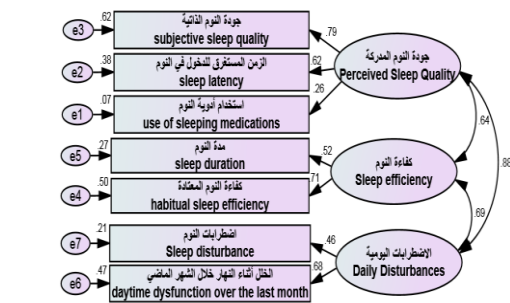 .62
e3
جودة النوم الذاتية
subjective sleep quality
.79
.38
e2
الزمن المستغرق للدخول في النوم
sleep latency
.62
جودة النوم المدركة
Perceived Sleep Quality
.07
e1
استخدام أدوية النوم
use of sleeping medications
.26
.27
e5
مدة النوم
sleep duration
.52
.64
.88
.50
e4
كفاءة النوم المعتادة
habitual sleep efficiency
.71
كفاءة النوم
Sleep efficiency
.69
.21
e7
اضطرابات النوم
Sleep disturbance
.46
.47
e6
الخلل أثناء النهار خلال الشهر الماضي
daytime dysfunction over the last month
.68
الاضطرابات اليومية
Daily Disturbances